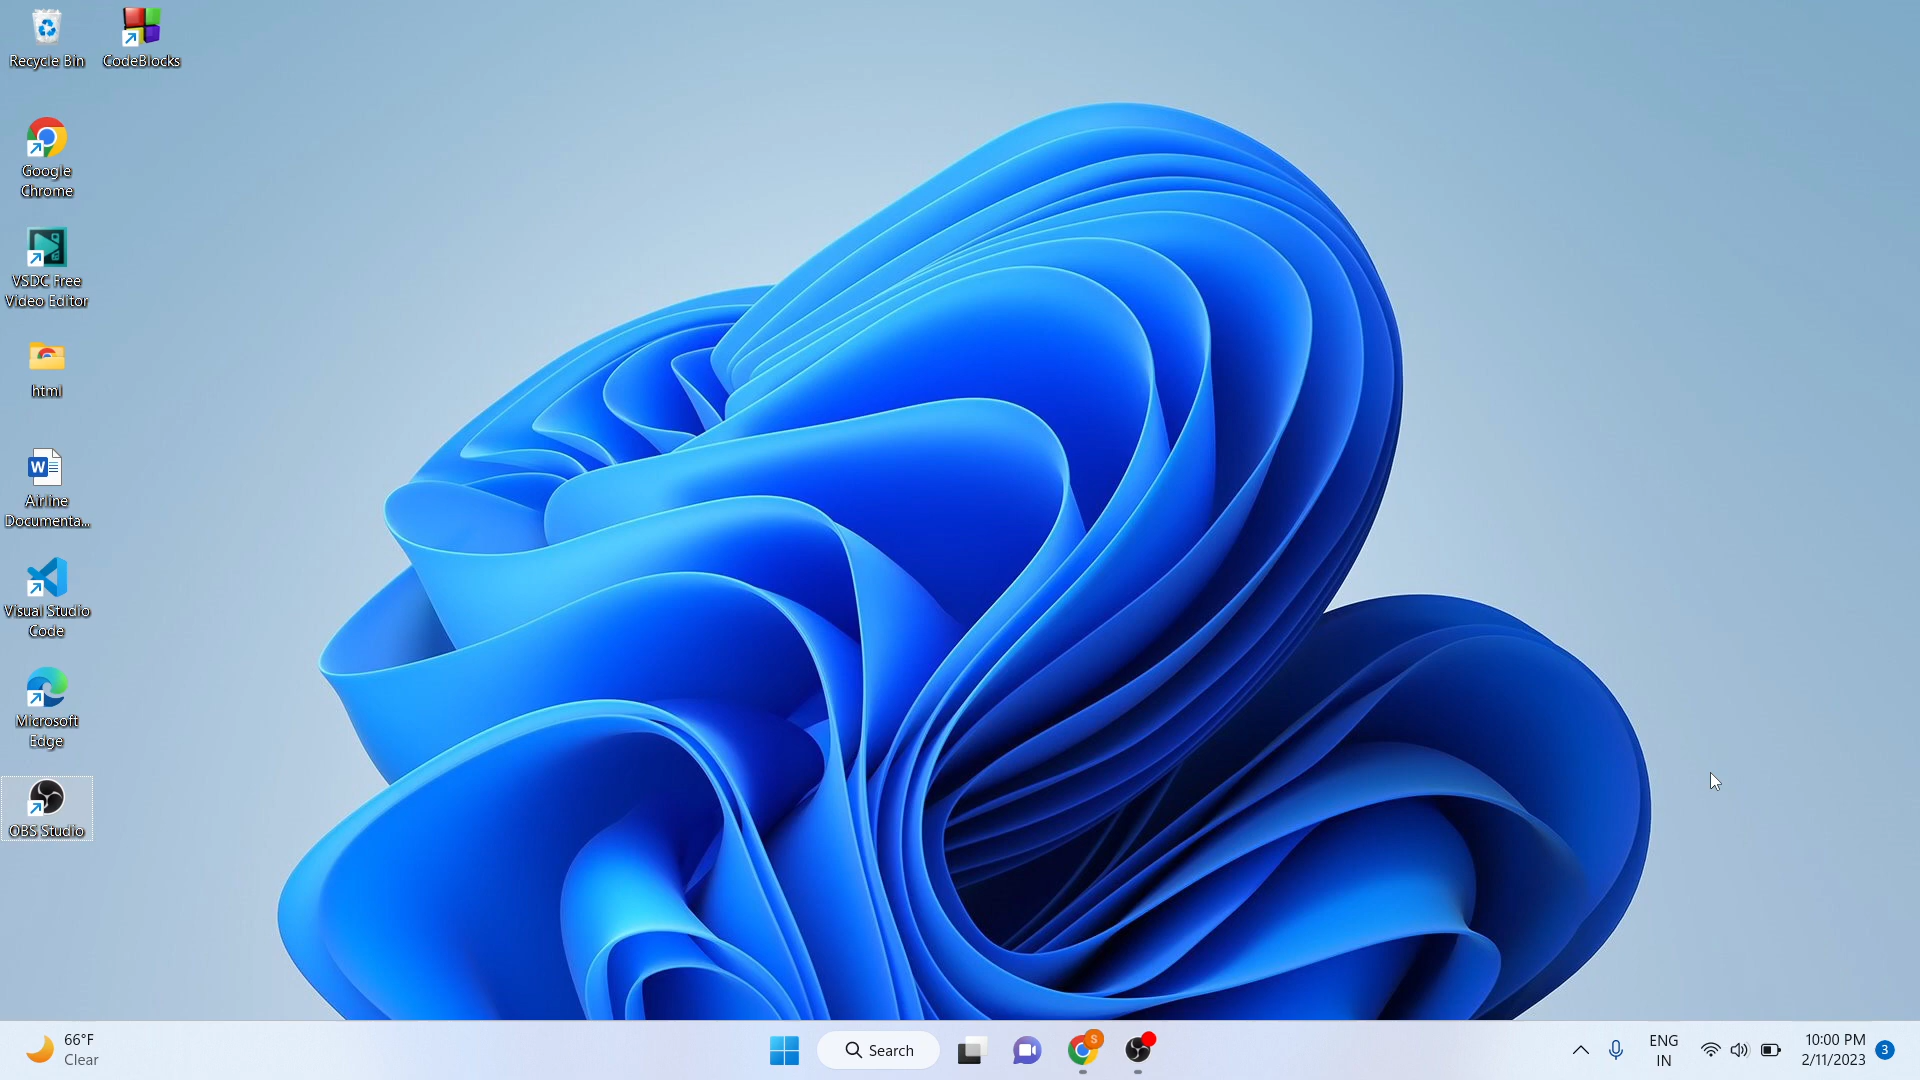 Recycle Bin
CodeBlocks
Google
Chrome
VSDC Free
Video Editor
html
W
Airline
Documenta...
Visual Studio
Code
Microsoft
Edge
OBS Studio
66°F
Clear
Search
S
ENG
IN
10:00 PM
2/11/2023
3